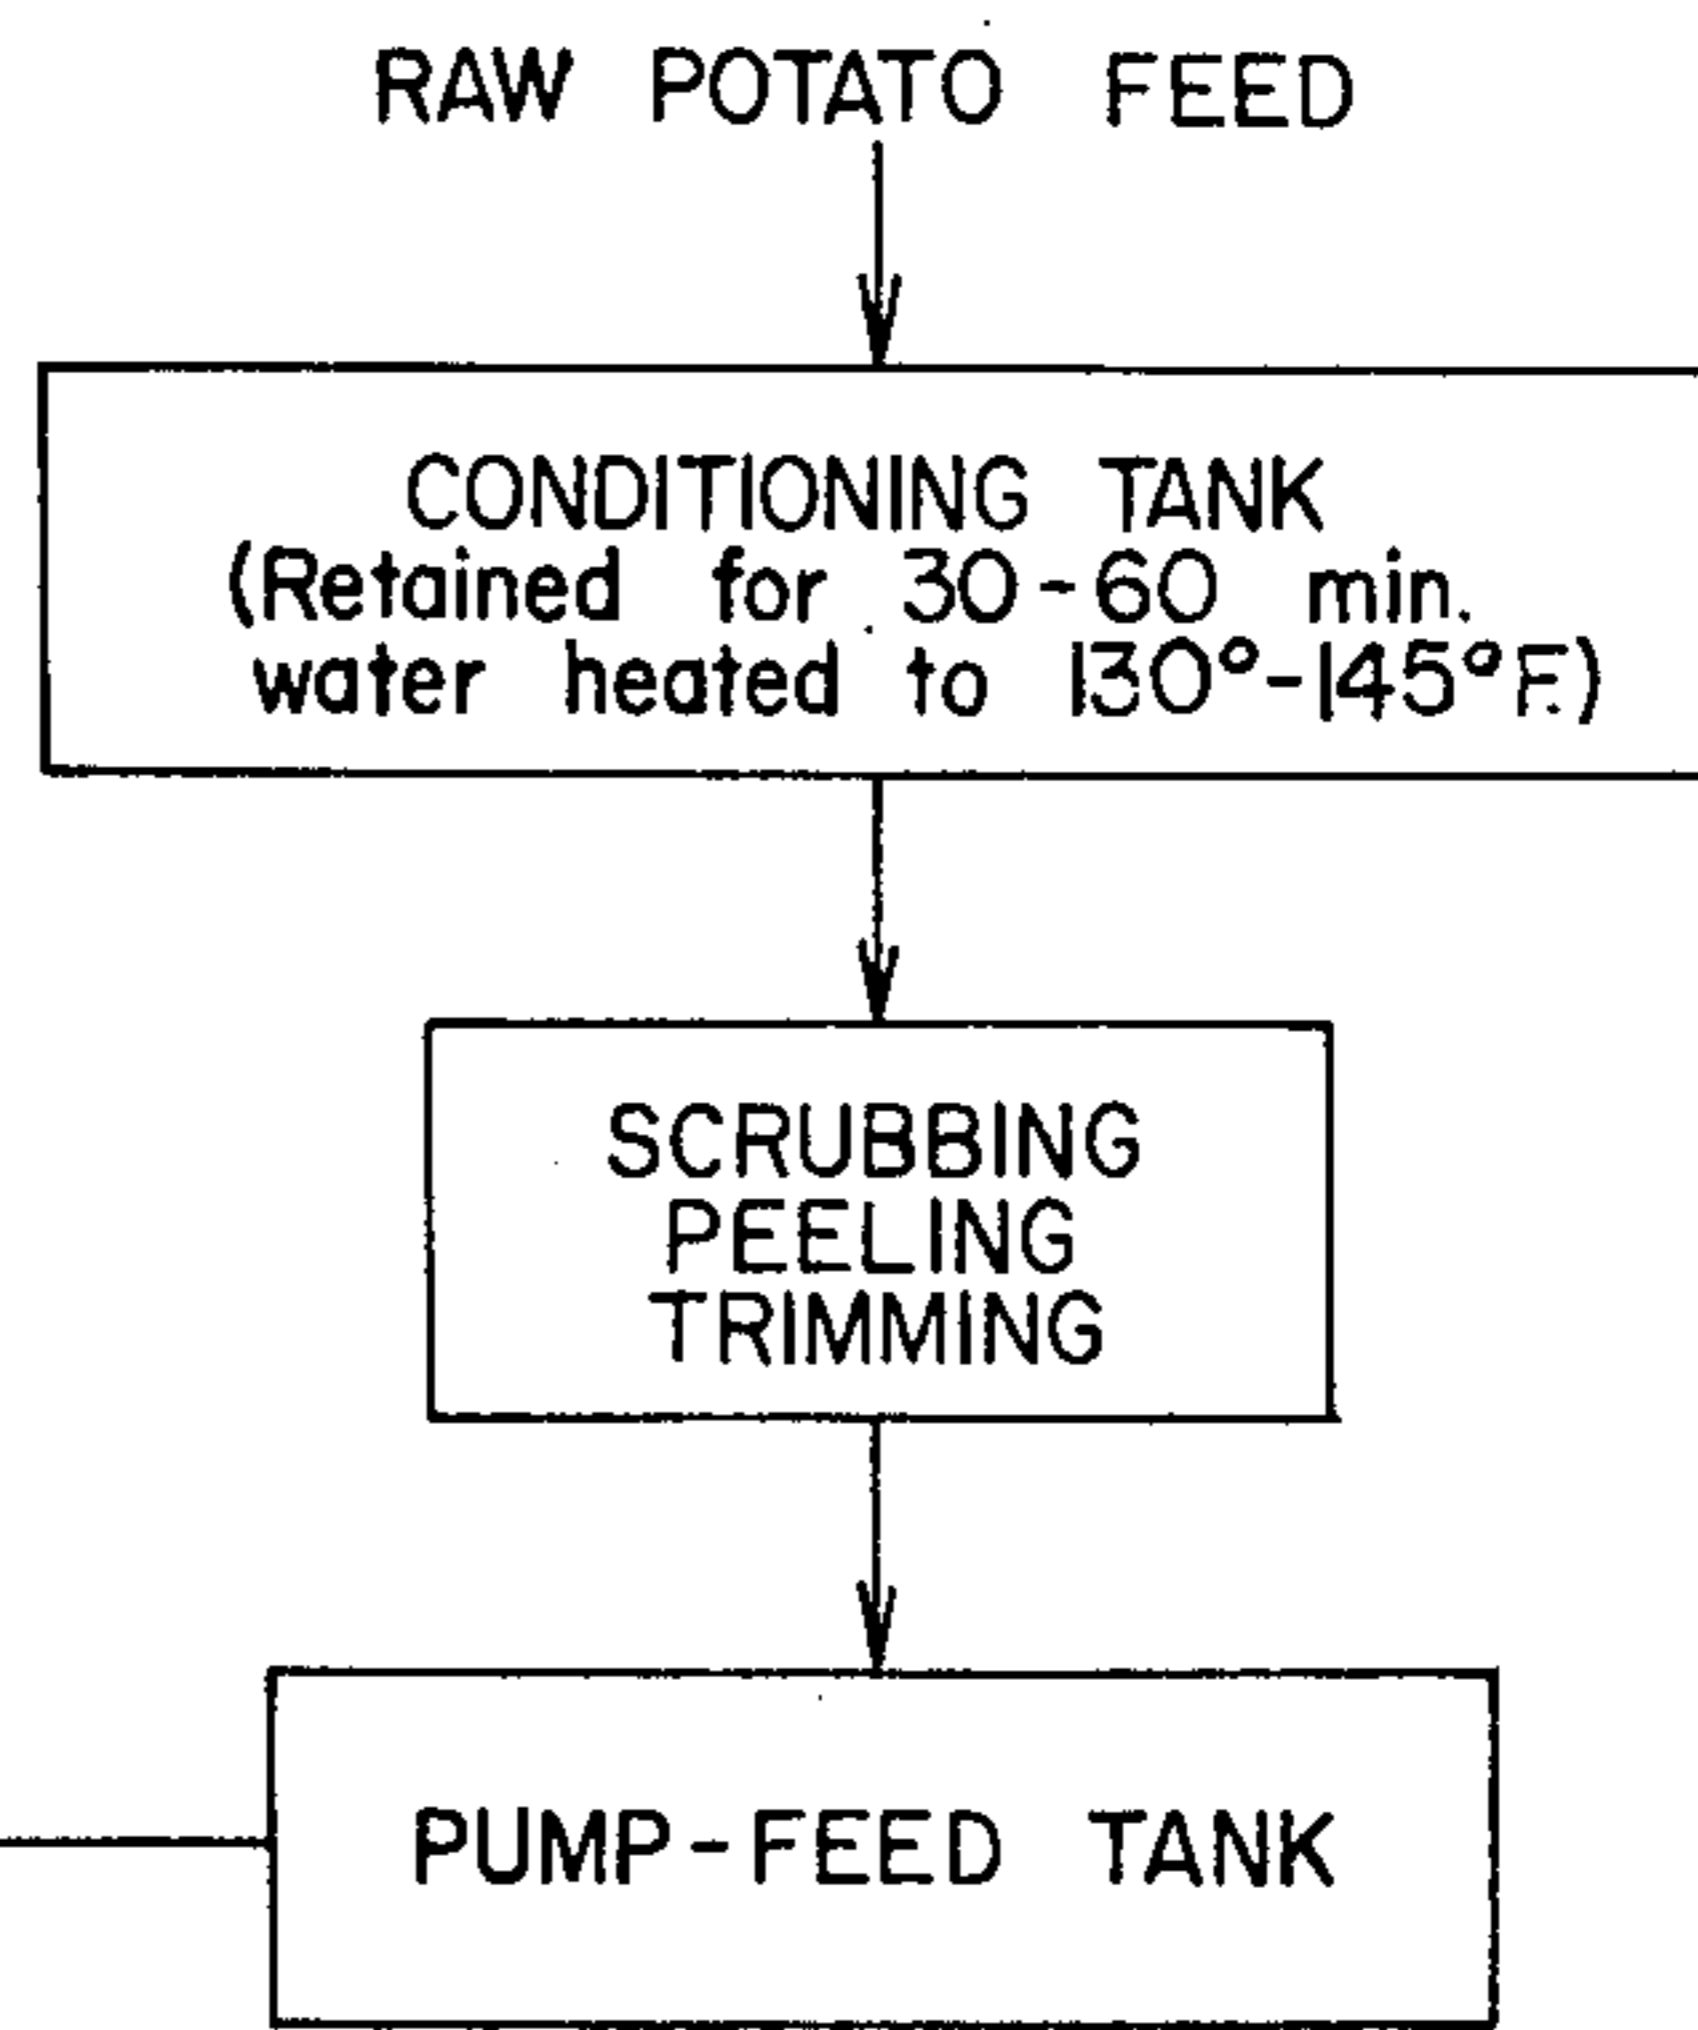 RAW POTATO FEED
CONDITIONING TANK
(Retained for 30-60 min.
water heated to 130°-145°F.)
SCRUBBING
PEELING
TRIMMING
PUMP-FEED TANK